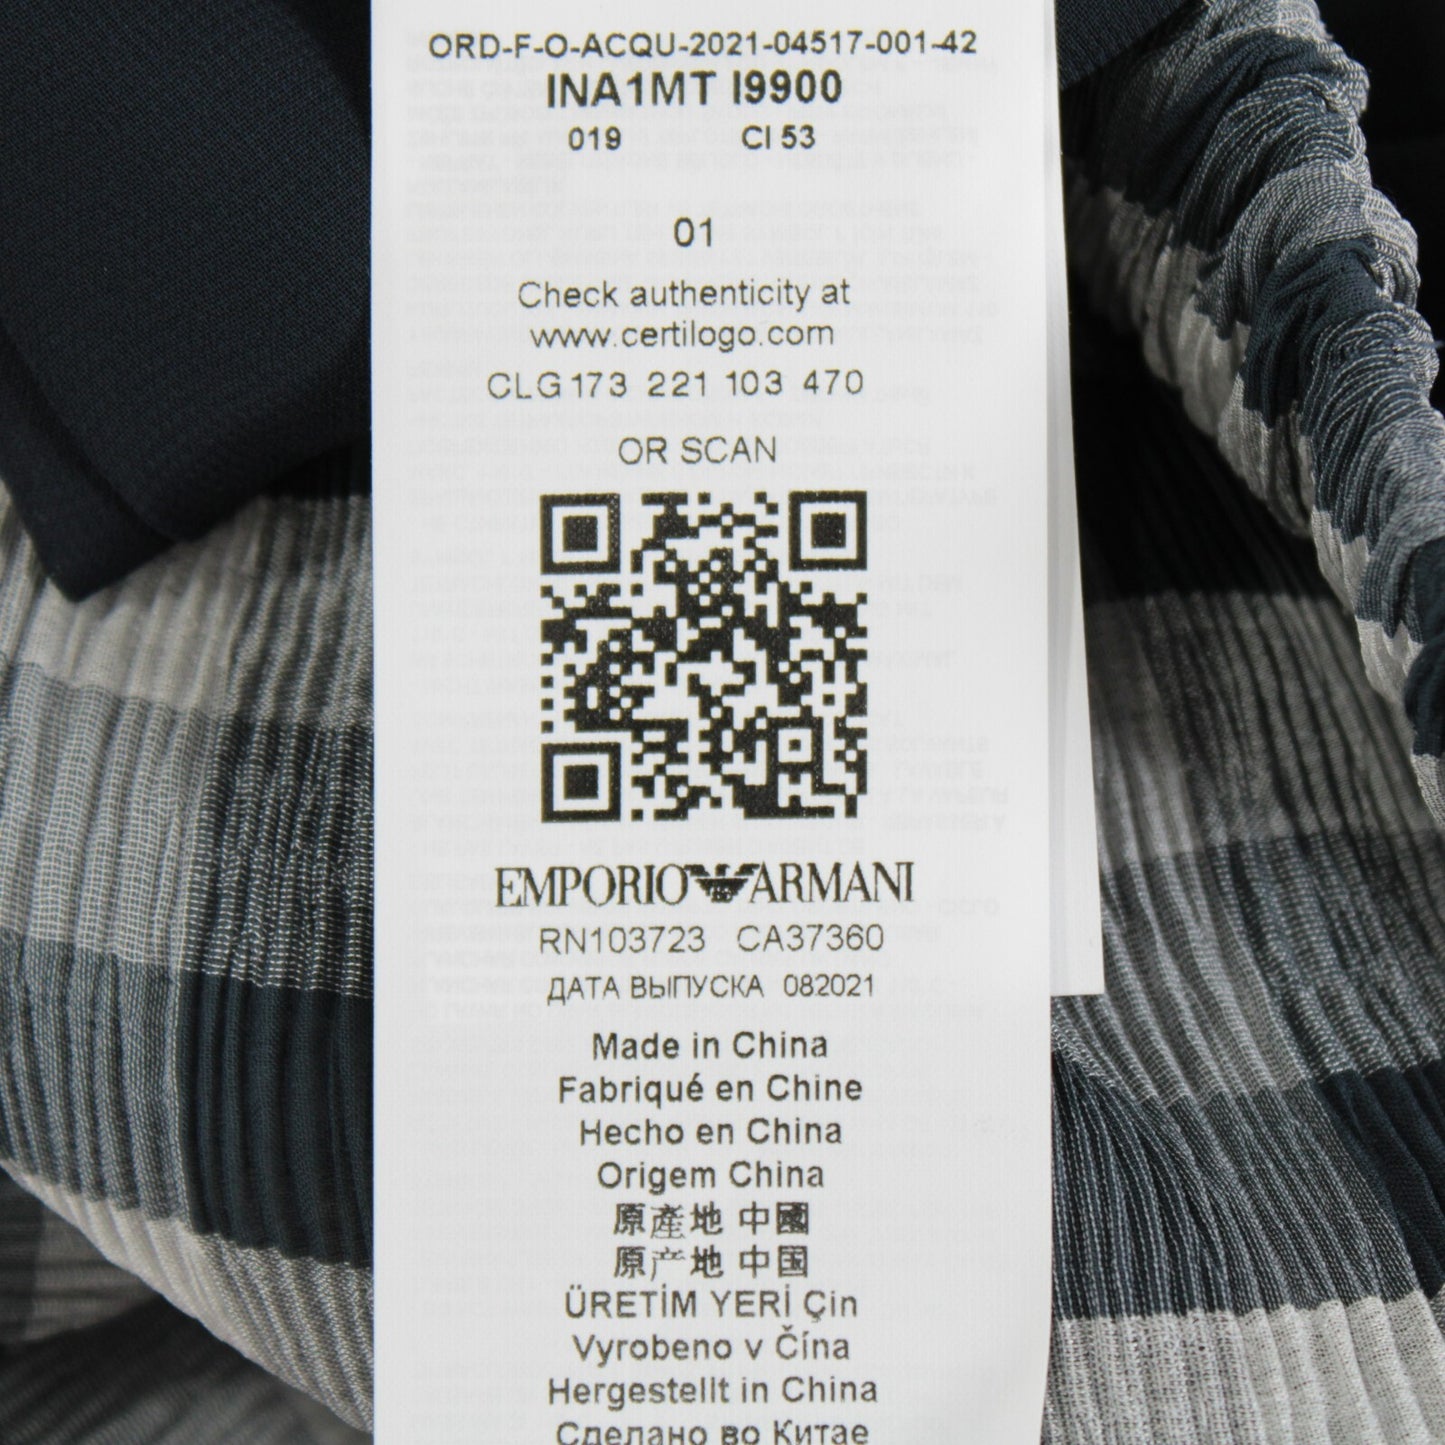 ORD-F-O-ACQU-2021-04517-001-42
INA1MT I9900
019 CI 53
01
Check authenticity at
www.certilogo.com
CLG 173 221 103 470
OR SCAN
EMPORIO ARMANI
RN103723 CA37360
ДАТА ВЫПУСКА 082021
Made in China
Fabriqué en Chine
Hecho en China
Origem China
原產地 中國
原产地 中国
ÜRETİM YERİ Çin
Vyrobeno v Čína
Hergestellt in China
Сделано во Китае